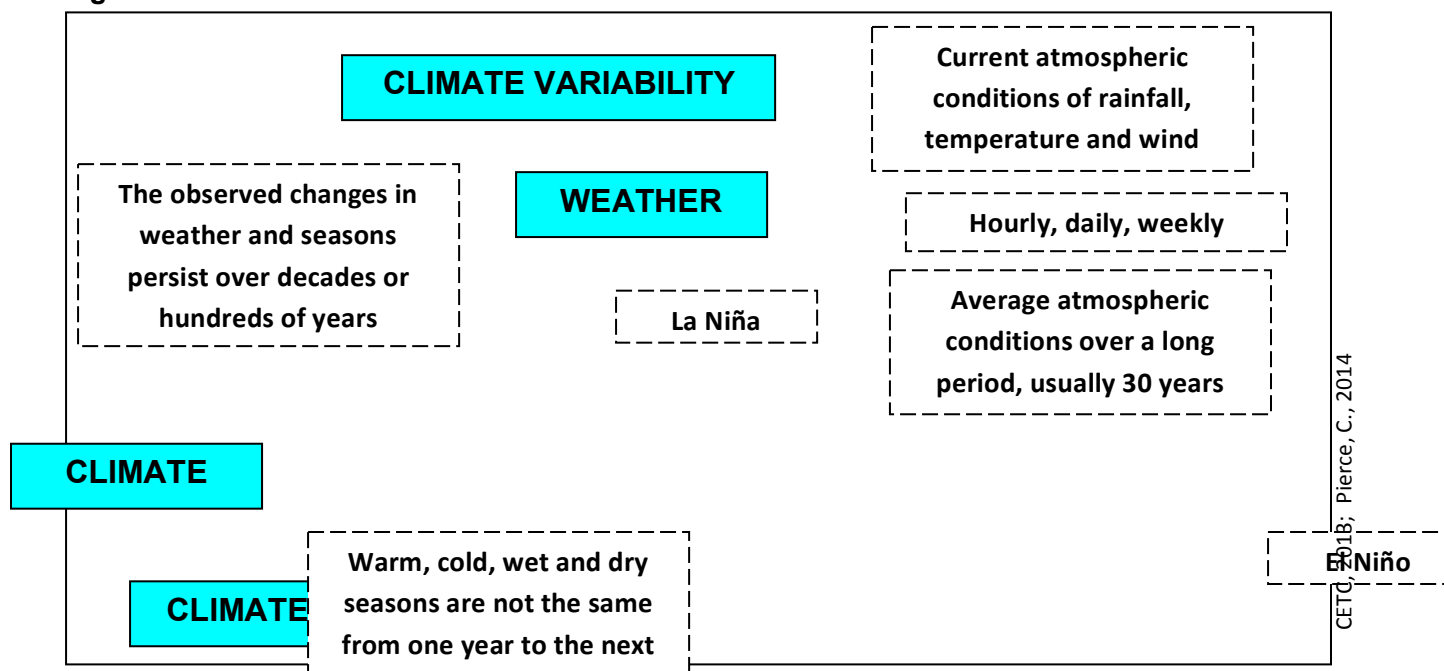 CLIMATE VARIABILITY
Current atmospheric
conditions of rainfall,
temperature and wind
The observed changes in
weather and seasons
persist over decades or
hundreds of years
WEATHER
Hourly, daily, weekly
La Niña
Average atmospheric
conditions over a long
period, usually 30 years
CLIMATE
CLIMATE
Warm, cold, wet and dry
seasons are not the same
from one year to the next
El Niño
CETC, 2013; Pierce, C., 2014